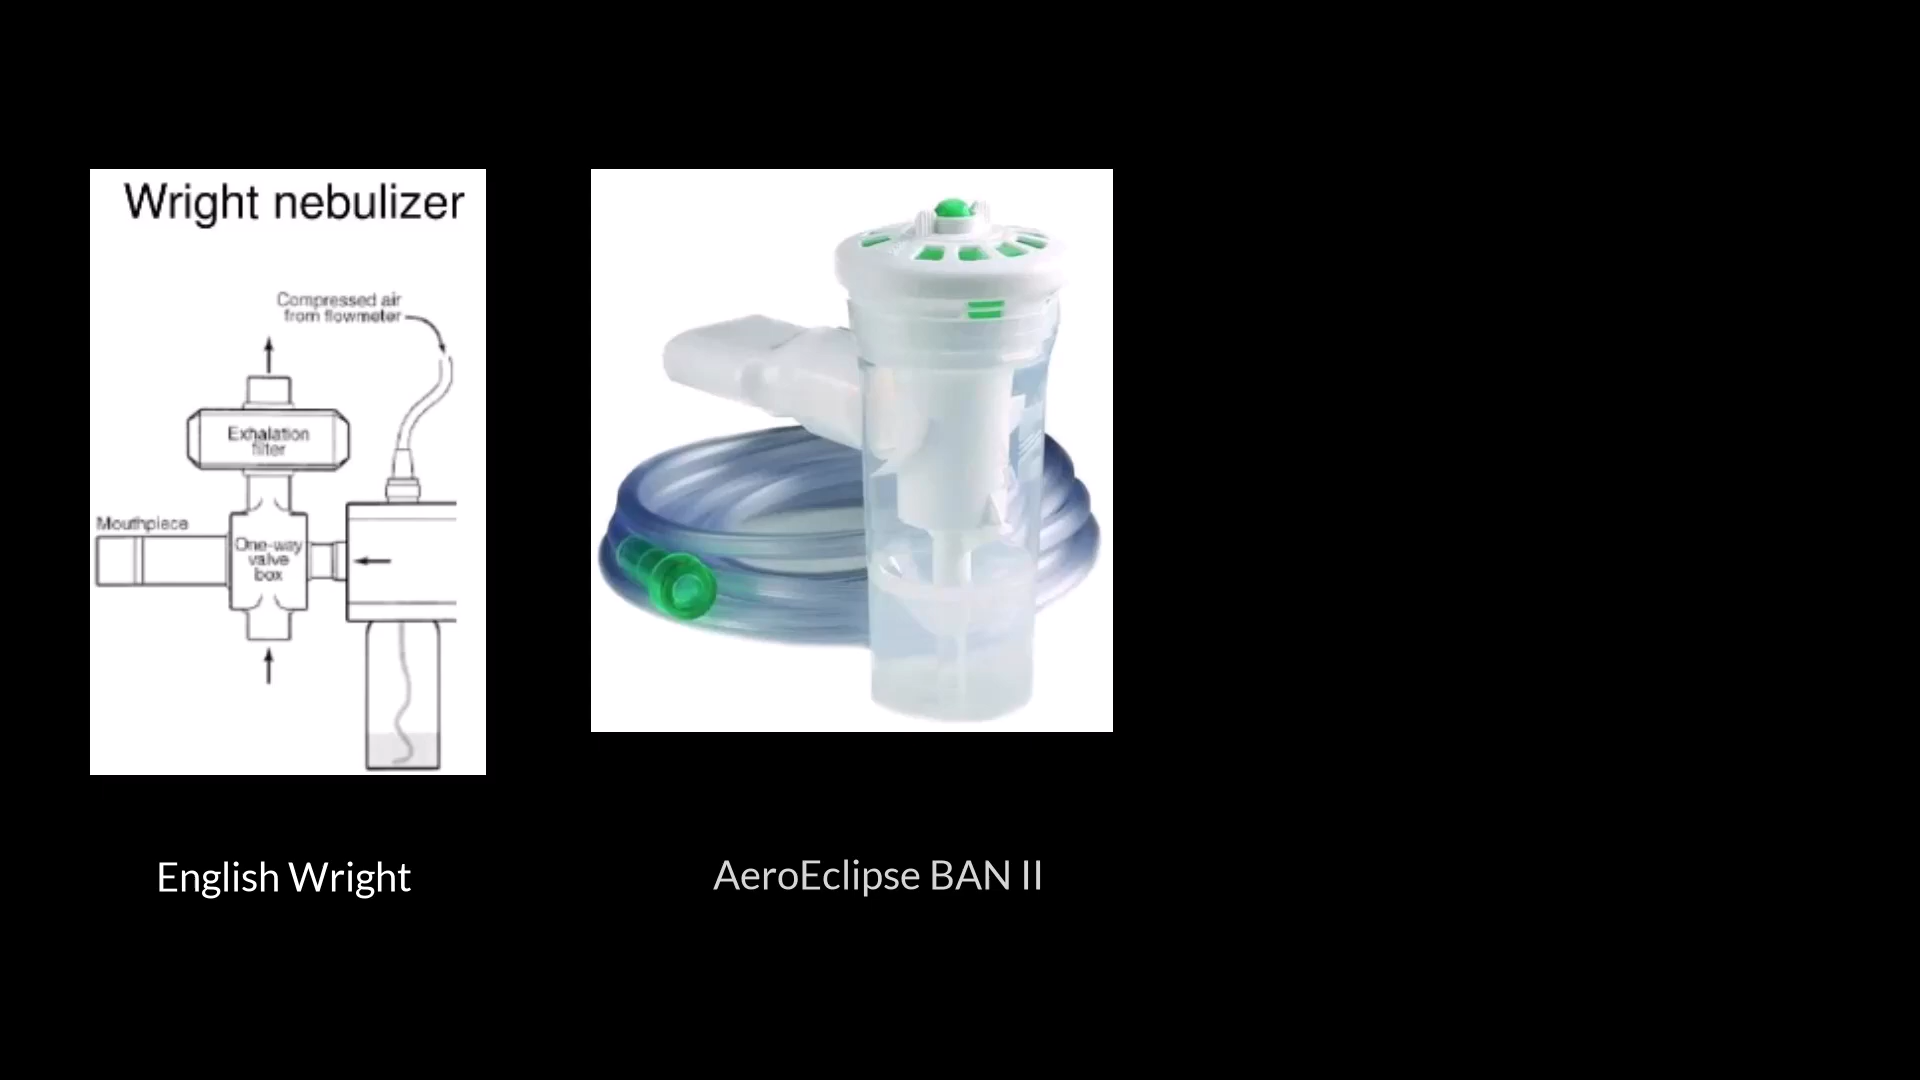 Wright nebulizer
Compressed air
from flowmeter
Exhalation
filter
Mouthpiece
One-way
valve
box
English Wright
AeroEclipse BAN II